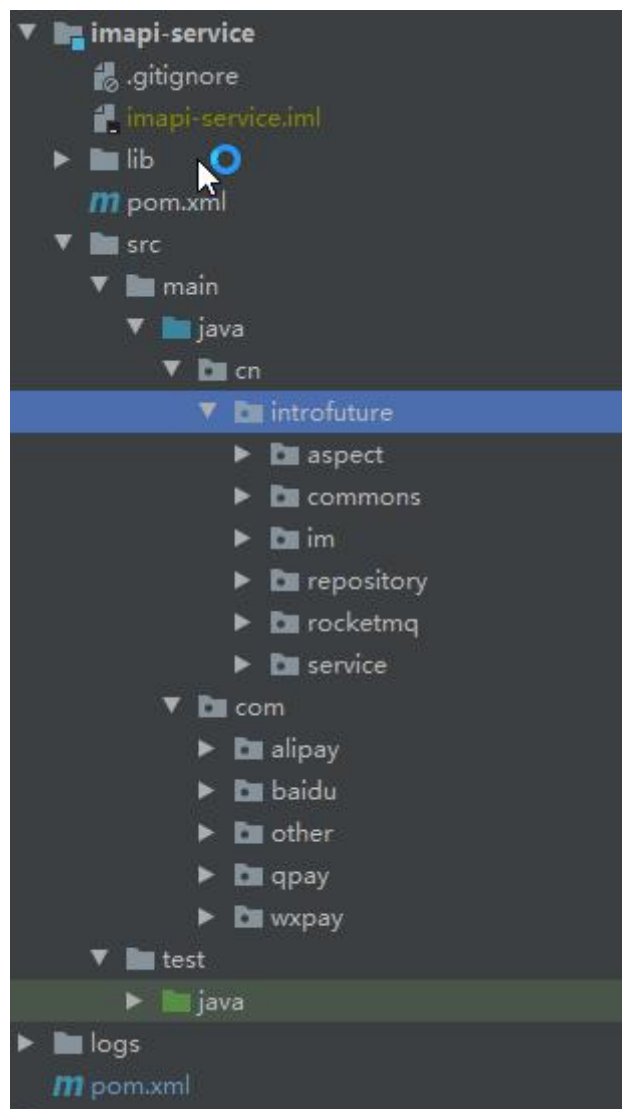 imapi-service
.gitignore
imapi-service.iml
lib
pom.xml
src
main
java
cn
introfuture
aspect
commons
im
repository
rocketmq
service
com
alipay
baidu
other
qpay
wxpay
test
java
logs
pom.xml